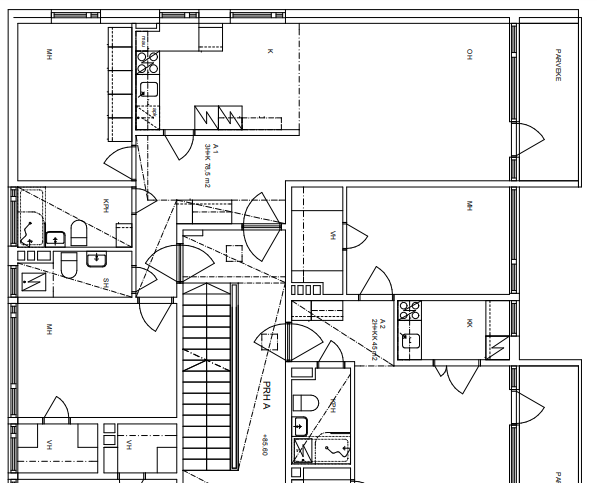 MH
K
OH
PARVEKE
A 1
3H+K 78,5 m2
KPH
MH
VH
SH
MH
A 2
2H+KK 45 m2
KK
PRH A
+85.60
KPH
VH
VH
PA